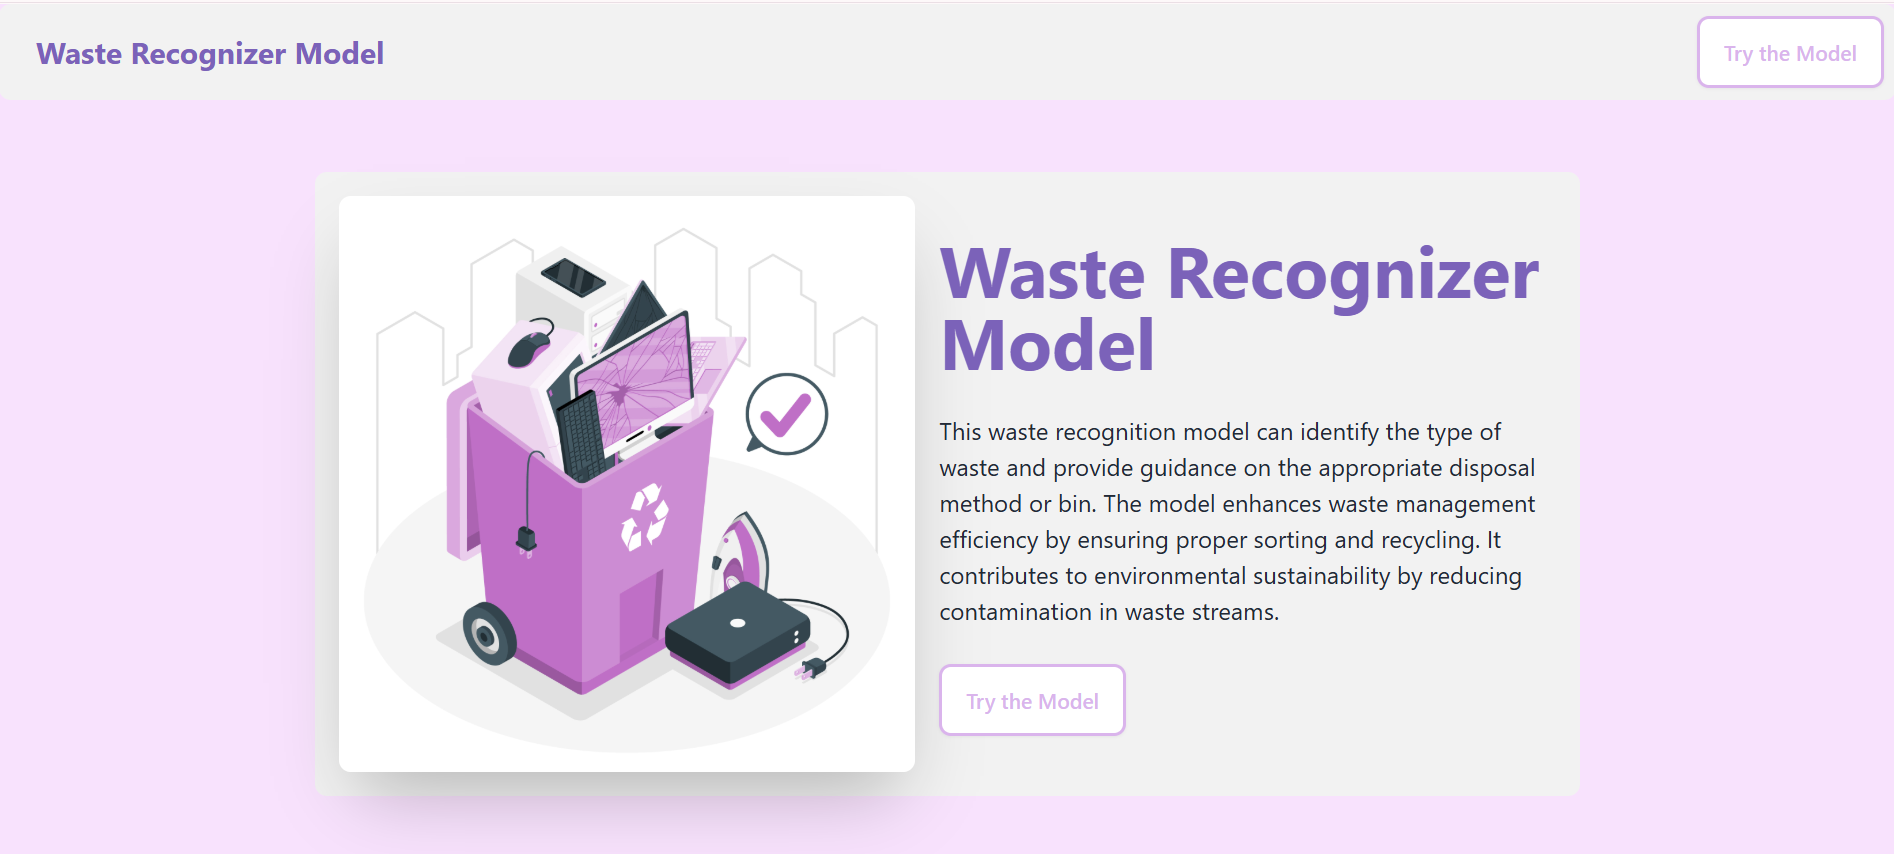 Waste Recognizer Model
Try the Model
Waste Recognizer
Model
This waste recognition model can identify the type of
waste and provide guidance on the appropriate disposal
method or bin. The model enhances waste management
efficiency by ensuring proper sorting and recycling. It
contributes to environmental sustainability by reducing
contamination in waste streams.
Try the Model